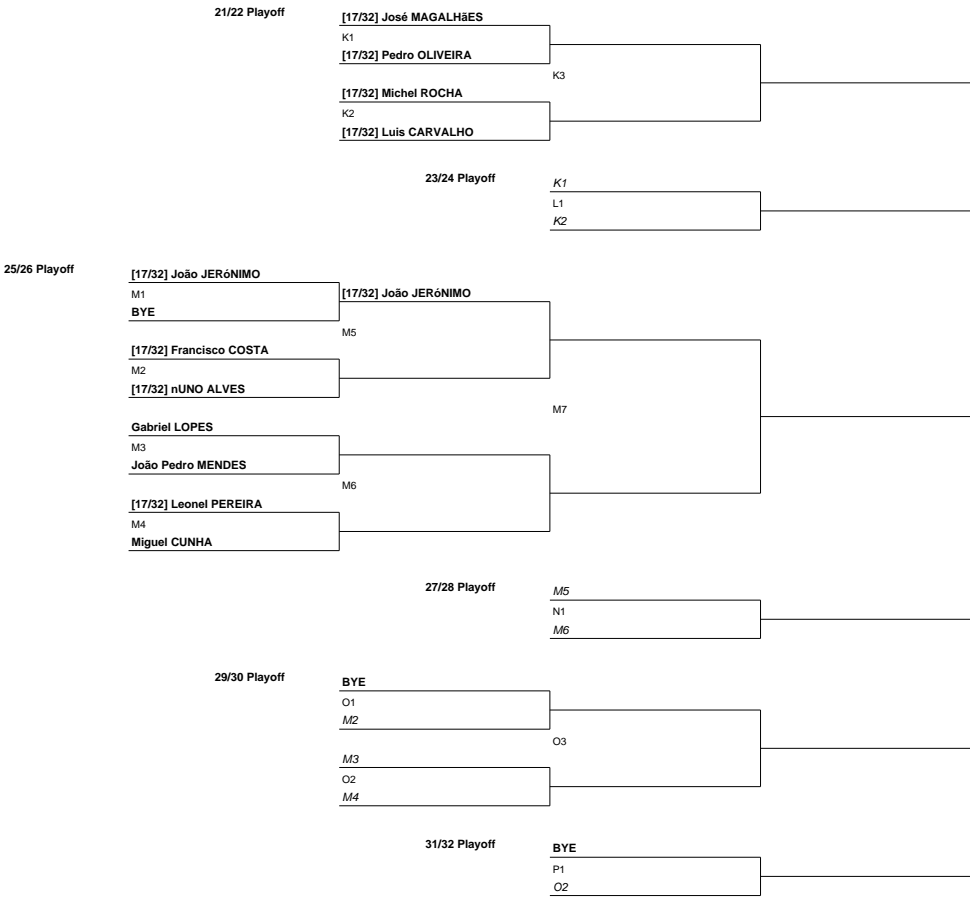 21/22 Playoff
[17/32] José MAGALHãES
K1
[17/32] Pedro OLIVEIRA
K3
[17/32] Michel ROCHA
K2
[17/32] Luis CARVALHO
23/24 Playoff
K1
L1
K2
25/26 Playoff
[17/32] João JERóNIMO
M1
[17/32] João JERóNIMO
BYE
M5
[17/32] Francisco COSTA
M2
[17/32] nUNO ALVES
M7
Gabriel LOPES
M3
João Pedro MENDES
M6
[17/32] Leonel PEREIRA
M4
Miguel CUNHA
27/28 Playoff
M5
N1
M6
29/30 Playoff
BYE
O1
M2
O3
M3
O2
M4
31/32 Playoff
BYE
P1
O2